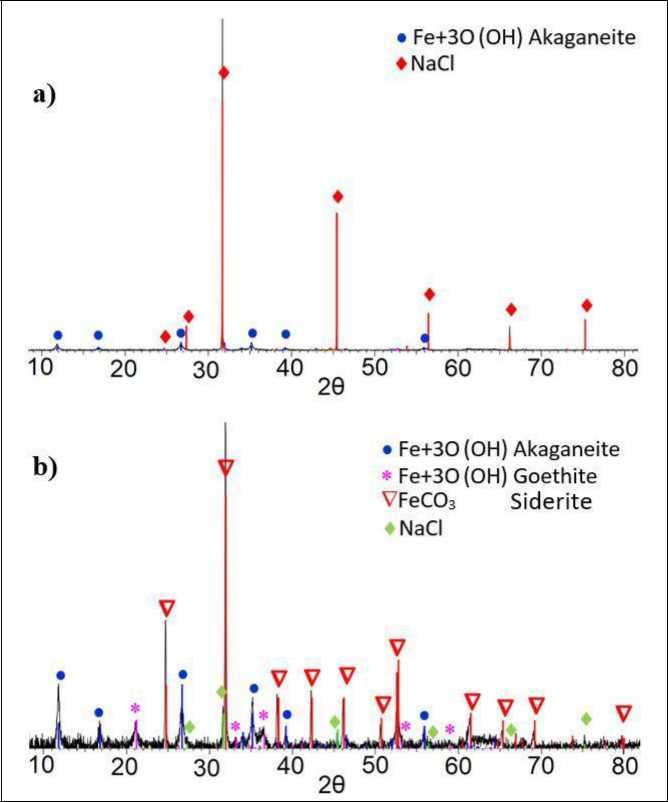 a)
Fe+3O (OH) Akaganeite
NaCl
10 20 30 40 50 60 70 80
2θ
b)
Fe+3O (OH) Akaganeite
Fe+3O (OH) Goethite
FeCO₃ Siderite
NaCl
10 20 30 40 50 60 70 80
2θ